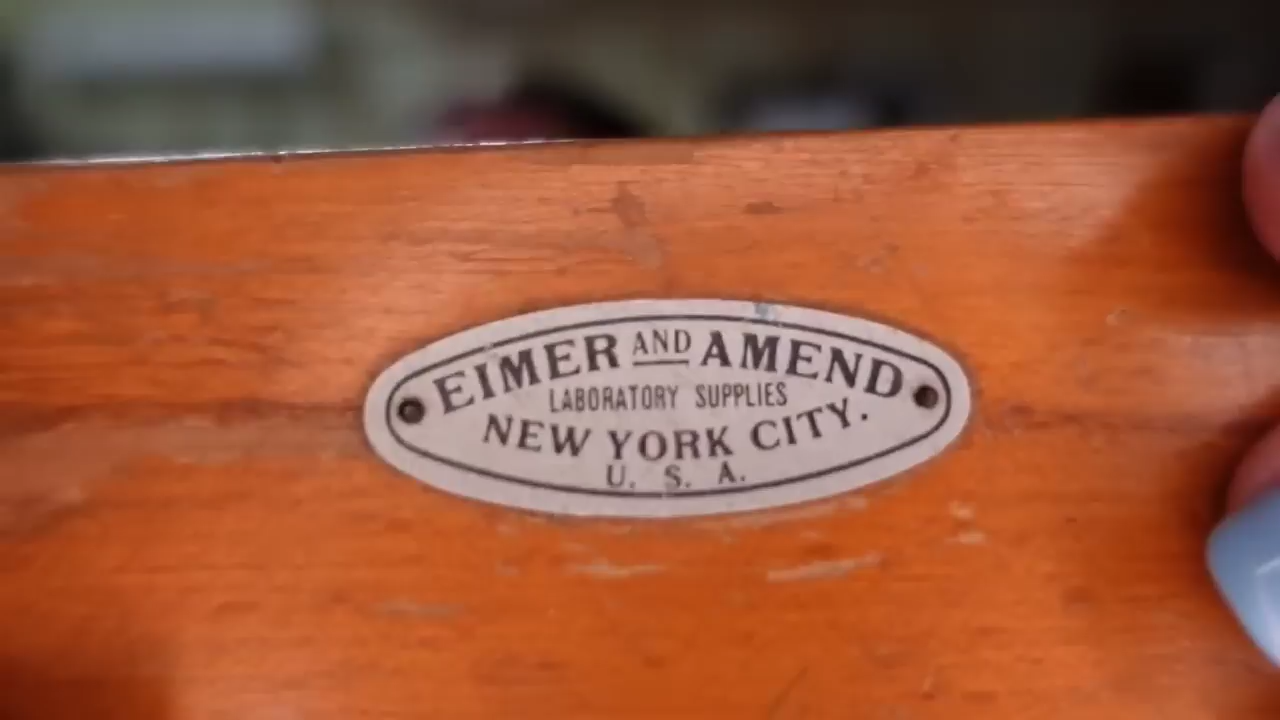 EIMER AND AMEND
LABORATORY SUPPLIES
NEW YORK CITY.
U. S. A.